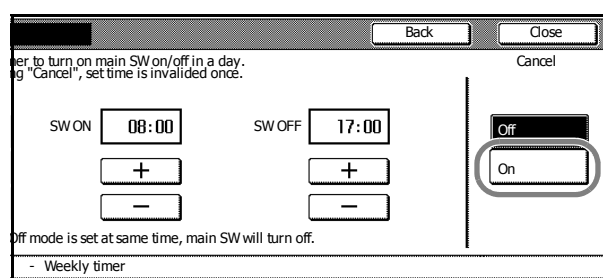 Back Close
er to turn on main SW on/off in a day. Cancel
g "Cancel", set time is invalided once.
SW ON 08:00 SW OFF 17:00 Off
+ + On
− −
Off mode is set at same time, main SW will turn off.
- Weekly timer